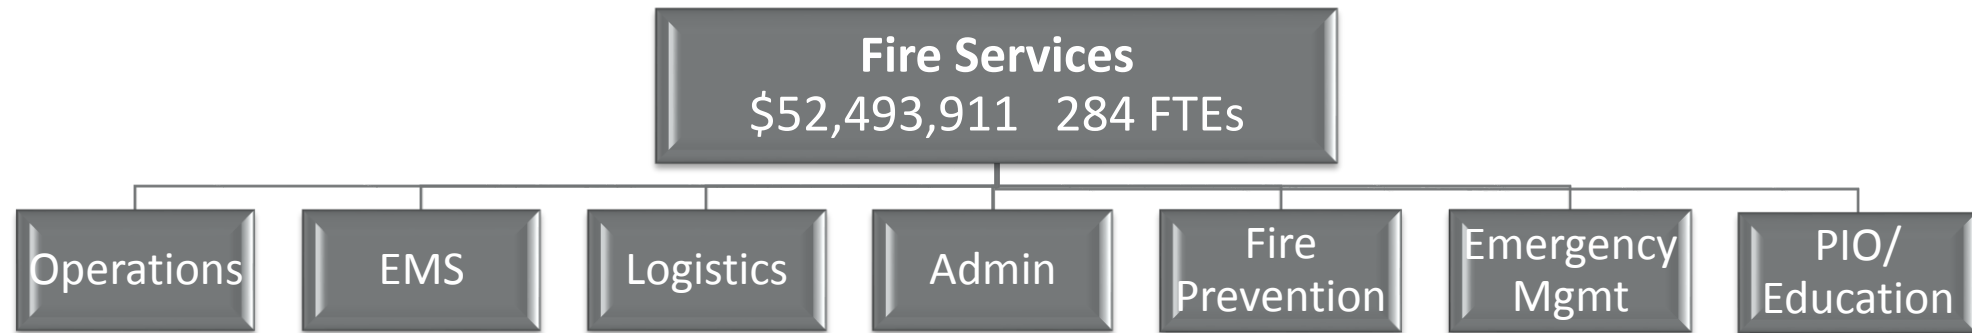 Fire Services
$52,493,911 284 FTEs
Operations
EMS
Logistics
Admin
Fire
Prevention
Emergency
Mgmt
PIO/
Education